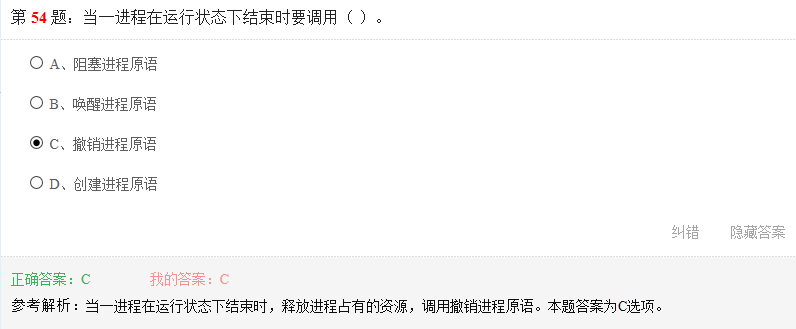 第 54 题：当一进程在运行状态下结束时要调用（ ）。
A、阻塞进程原语
B、唤醒进程原语
C、撤销进程原语
D、创建进程原语
纠错 隐藏答案
正确答案：C 我的答案：C
参考解析：当一进程在运行状态下结束时，释放进程占有的资源，调用撤销进程原语。本题答案为C选项。